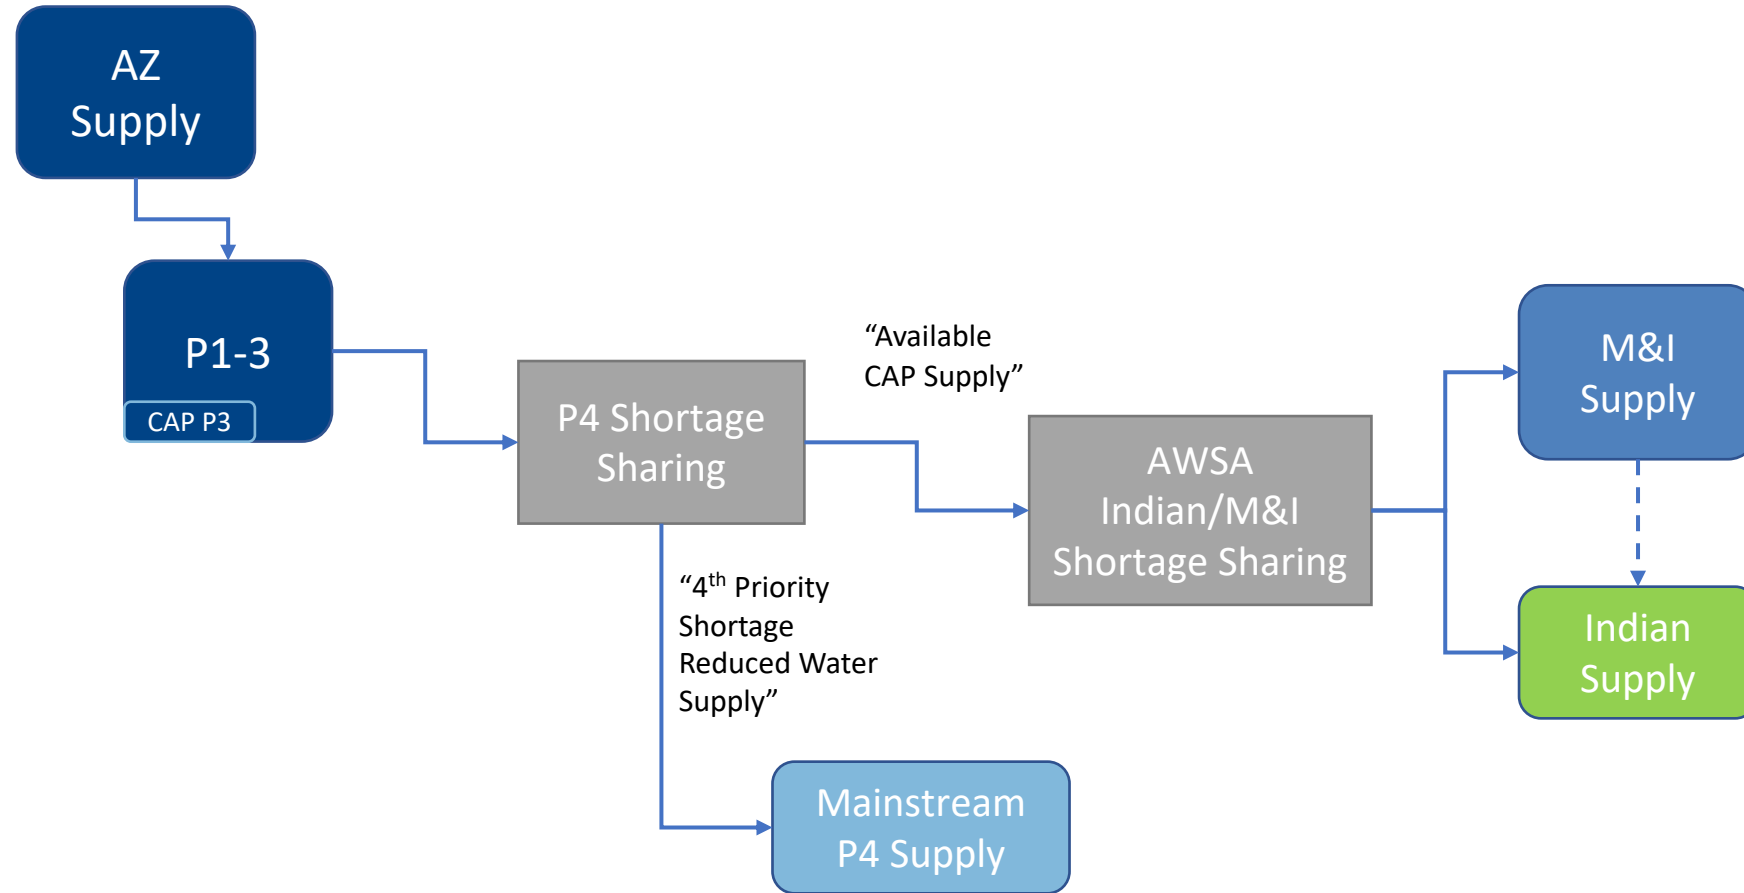 AZ
Supply
P1-3
CAP P3
P4 Shortage
Sharing
“Available
CAP Supply”
“4th Priority
Shortage
Reduced Water
Supply”
Mainstream
P4 Supply
AWSA
Indian/M&I
Shortage Sharing
M&I
Supply
Indian
Supply